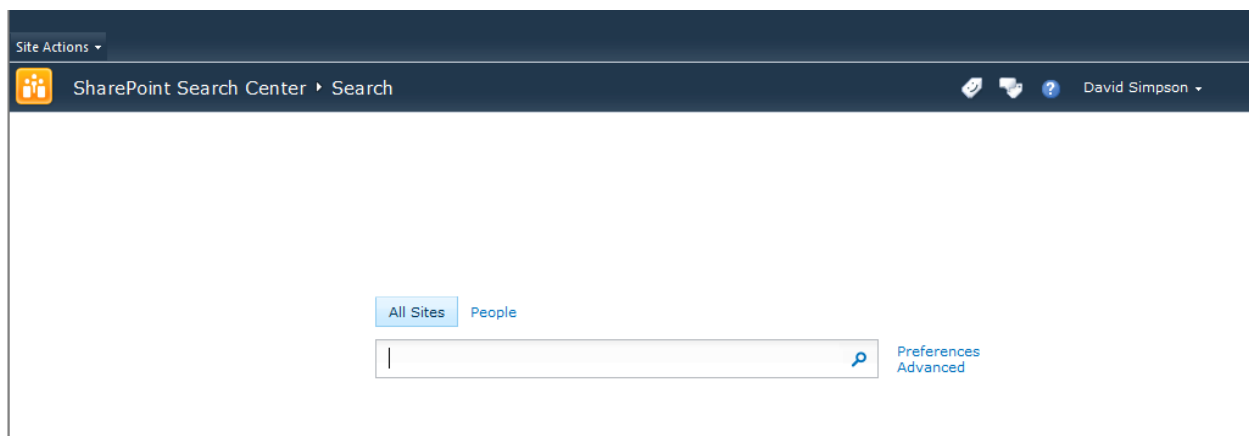 Site Actions
SharePoint Search Center ‣ Search
David Simpson
All Sites People
Preferences
Advanced